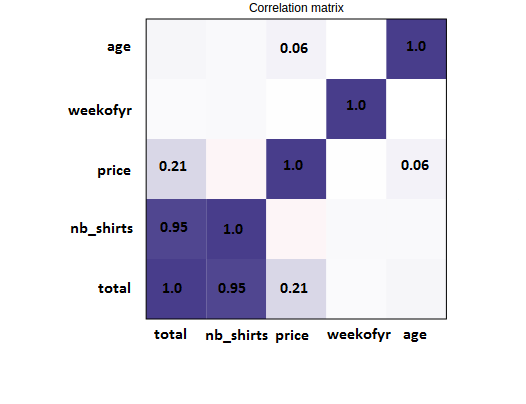 Correlation matrix
age 0.06 1.0
weekofyr 1.0
price 0.21 1.0 0.06
nb_shirts 0.95 1.0
total 1.0 0.95 0.21
total nb_shirts price weekofyr age